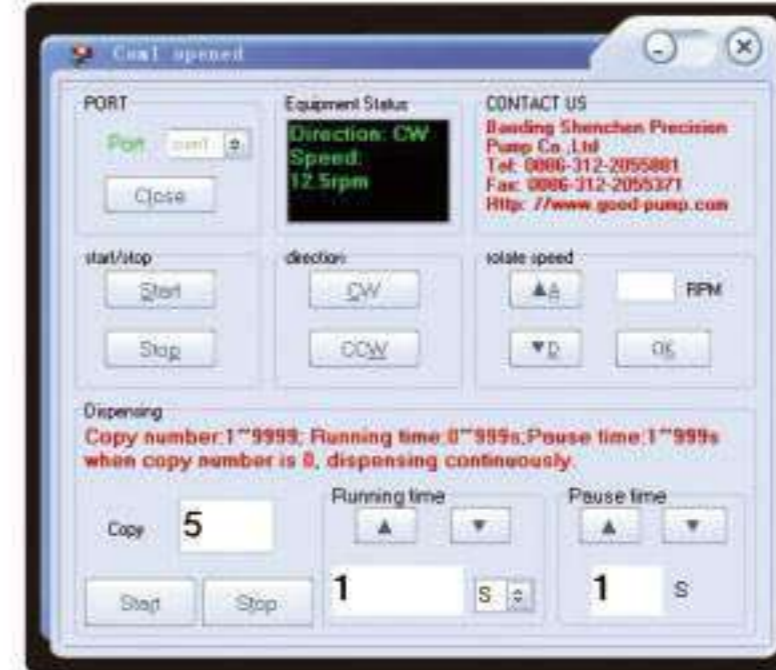 Com1 opened
PORT
Port com1
Close
Equipment Status
Direction: CW
Speed:
12.5rpm
CONTACT US
Baoding Shenchen Precision
Pump Co.,Ltd
Tel: 0086-312-2055881
Fax: 0086-312-2055371
Http: //www.good-pump.com
start/stop
Start
Stop
direction
CW
CCW
rotate speed
▲A RPM
▼D OK
Dispensing
Copy number:1~9999; Running time:0~999s;Pause time:1~999s
when copy number is 0, dispensing continuously.
Copy 5
Start Stop
Running time
▲ ▼
1 S
Pause time
▲ ▼
1 S